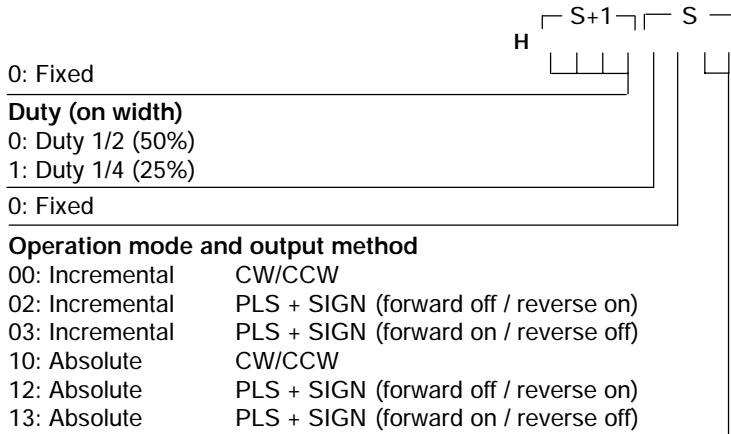 S+1 S
H
0: Fixed
Duty (on width)
0: Duty 1/2 (50%)
1: Duty 1/4 (25%)
0: Fixed
Operation mode and output method
00: Incremental CW/CCW
02: Incremental PLS + SIGN (forward off / reverse on)
03: Incremental PLS + SIGN (forward on / reverse off)
10: Absolute CW/CCW
12: Absolute PLS + SIGN (forward off / reverse on)
13: Absolute PLS + SIGN (forward on / reverse off)